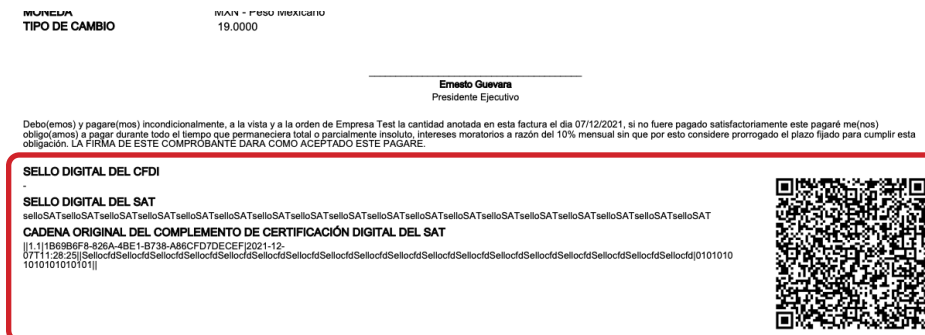 MONEDA MXN - Peso Mexicano
TIPO DE CAMBIO 19.0000
Ernesto Guevara
Presidente Ejecutivo
Debo(emos) y pagare(mos) incondicionalmente, a la vista y a la orden de Empresa Test la cantidad anotada en esta factura el dia 07/12/2021, si no fuere pagado satisfactoriamente este pagaré me(nos)
obligo(amos) a pagar durante todo el tiempo que permaneciera total o parcialmente insoluto, intereses moratorios a razón del 10% mensual sin que por esto considere prorrogado el plazo fijado para cumplir esta
obligación. LA FIRMA DE ESTE COMPROBANTE DARA COMO ACEPTADO ESTE PAGARE.
SELLO DIGITAL DEL CFDI
-
SELLO DIGITAL DEL SAT
selloSATselloSATselloSATselloSATselloSATselloSATselloSATselloSATselloSATselloSATselloSATselloSATselloSATselloSATselloSATselloSATselloSAT
CADENA ORIGINAL DEL COMPLEMENTO DE CERTIFICACIÓN DIGITAL DEL SAT
||1.1|1B69B6F8-826A-4BE1-B738-A86CFD7DECEF|2021-12-
07T11:28:25||SellocfdSellocfdSellocfdSellocfdSellocfdSellocfdSellocfdSellocfdSellocfdSellocfdSellocfdSellocfdSellocfdSellocfdSellocfdSellocfdSellocfd|0101010
1010101010101||